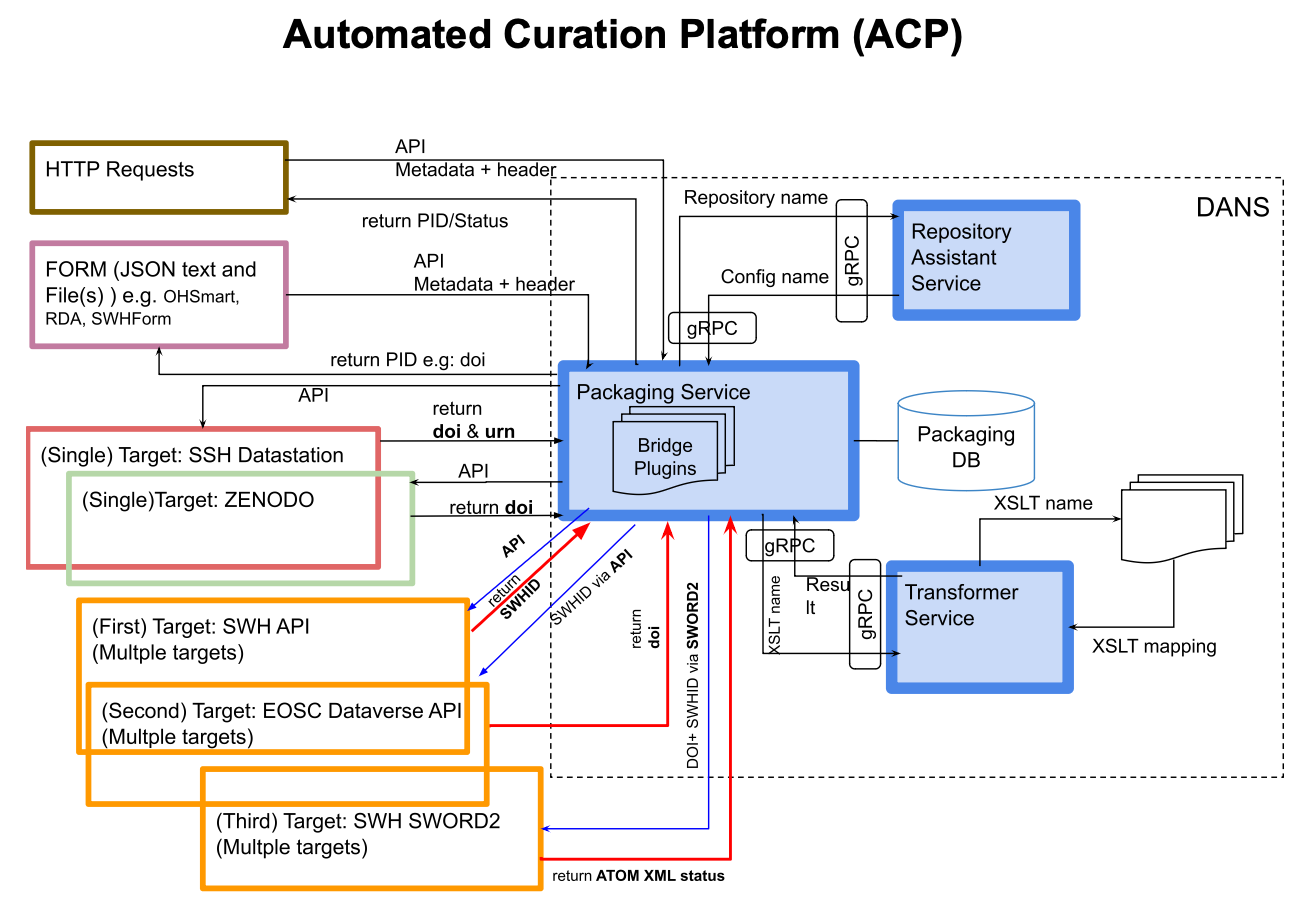 Automated Curation Platform (ACP)
HTTP Requests
API
Metadata + header
return PID/Status
FORM (JSON text and
File(s) ) e.g. OHSmart,
RDA, SWHForm
API
Metadata + header
return PID e.g: doi
API
return
doi & urn
(Single) Target: SSH Datastation
API
(Single)Target: ZENODO
return doi
DANS
Repository name
gRPC
Config name
Repository
Assistant
Service
gRPC
Packaging Service
Bridge
Plugins
Packaging
DB
XSLT name
gRPC
Resu
lt
gRPC
XSLT name
Transformer
Service
XSLT mapping
API
return
SWHID
SWHID via API
return
doi
DOI+ SWHID via SWORD2
(First) Target: SWH API
(Multple targets)
(Second) Target: EOSC Dataverse API
(Multple targets)
(Third) Target: SWH SWORD2
(Multple targets)
return ATOM XML status